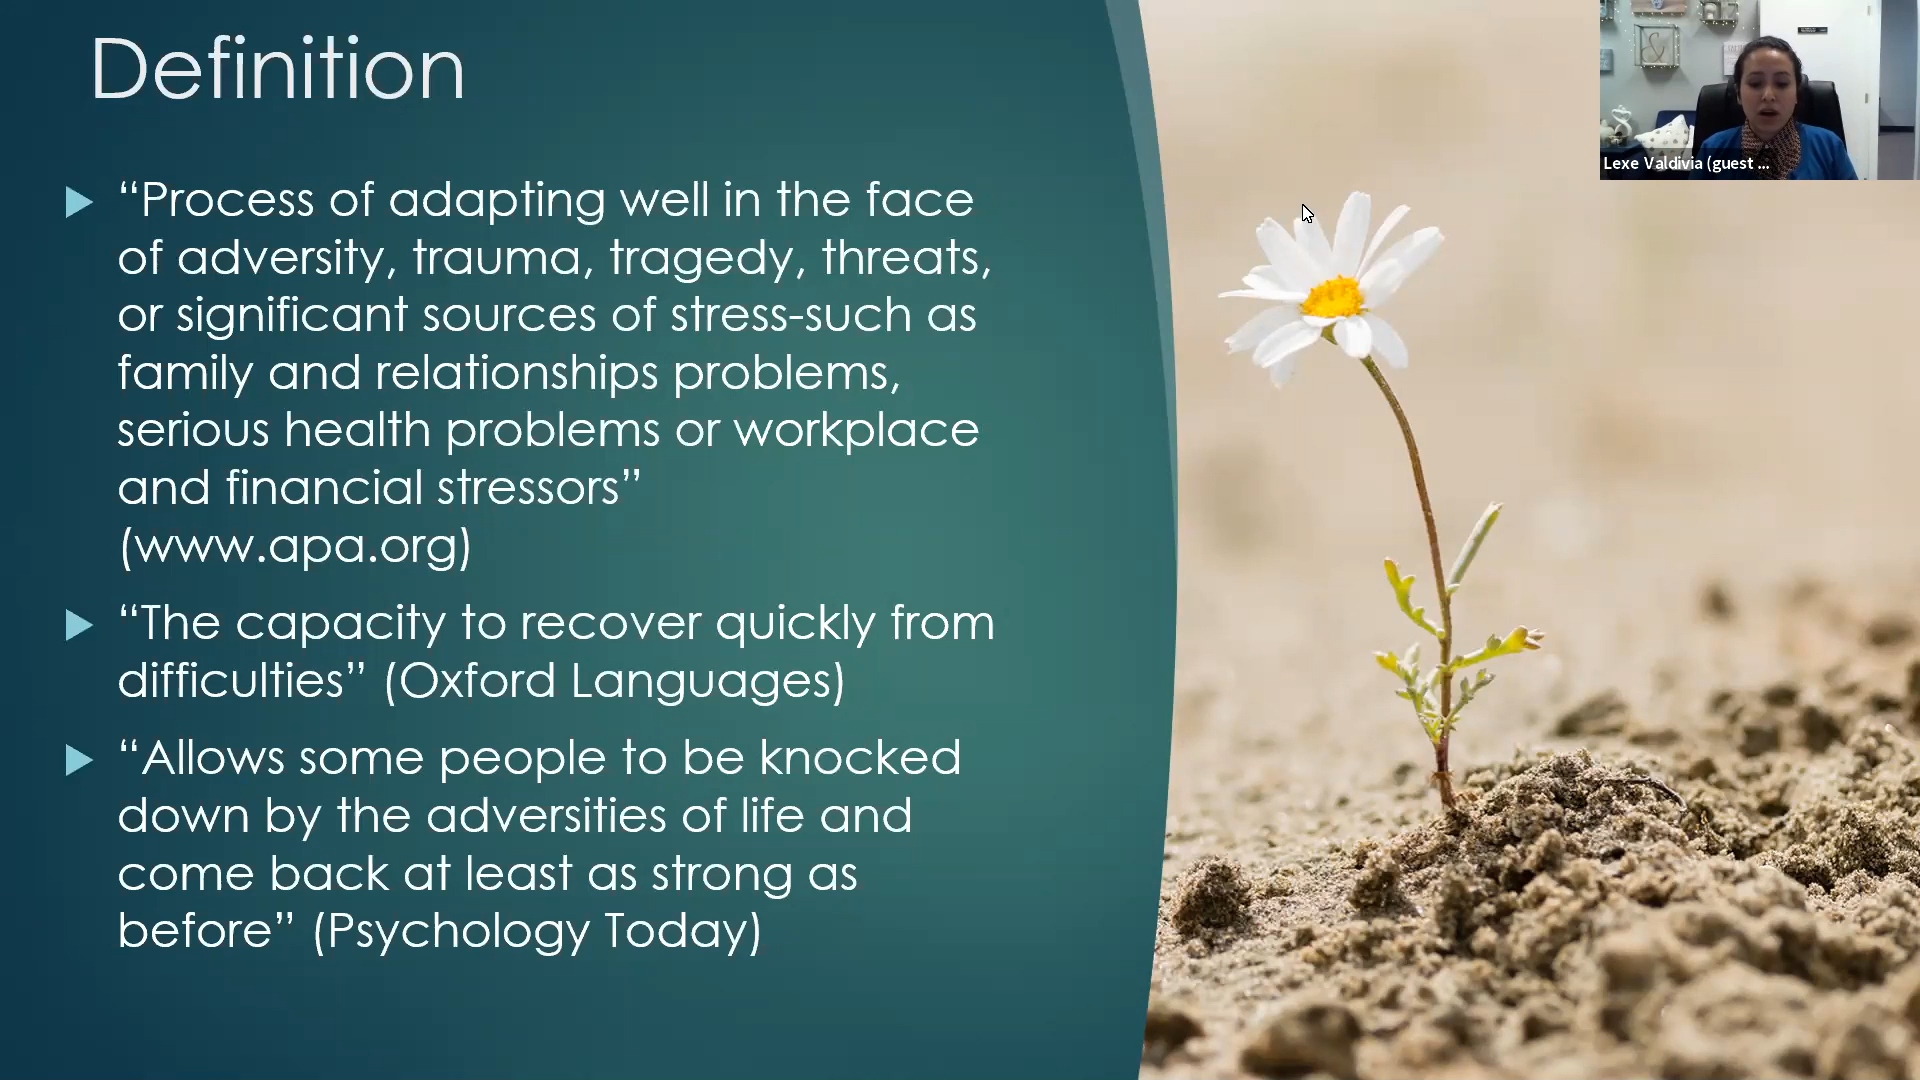 Definition
“Process of adapting well in the face
of adversity, trauma, tragedy, threats,
or significant sources of stress-such as
family and relationships problems,
serious health problems or workplace
and financial stressors”
(www.apa.org)
“The capacity to recover quickly from
difficulties” (Oxford Languages)
“Allows some people to be knocked
down by the adversities of life and
come back at least as strong as
before” (Psychology Today)
&
Lexe Valdivia (guest ...